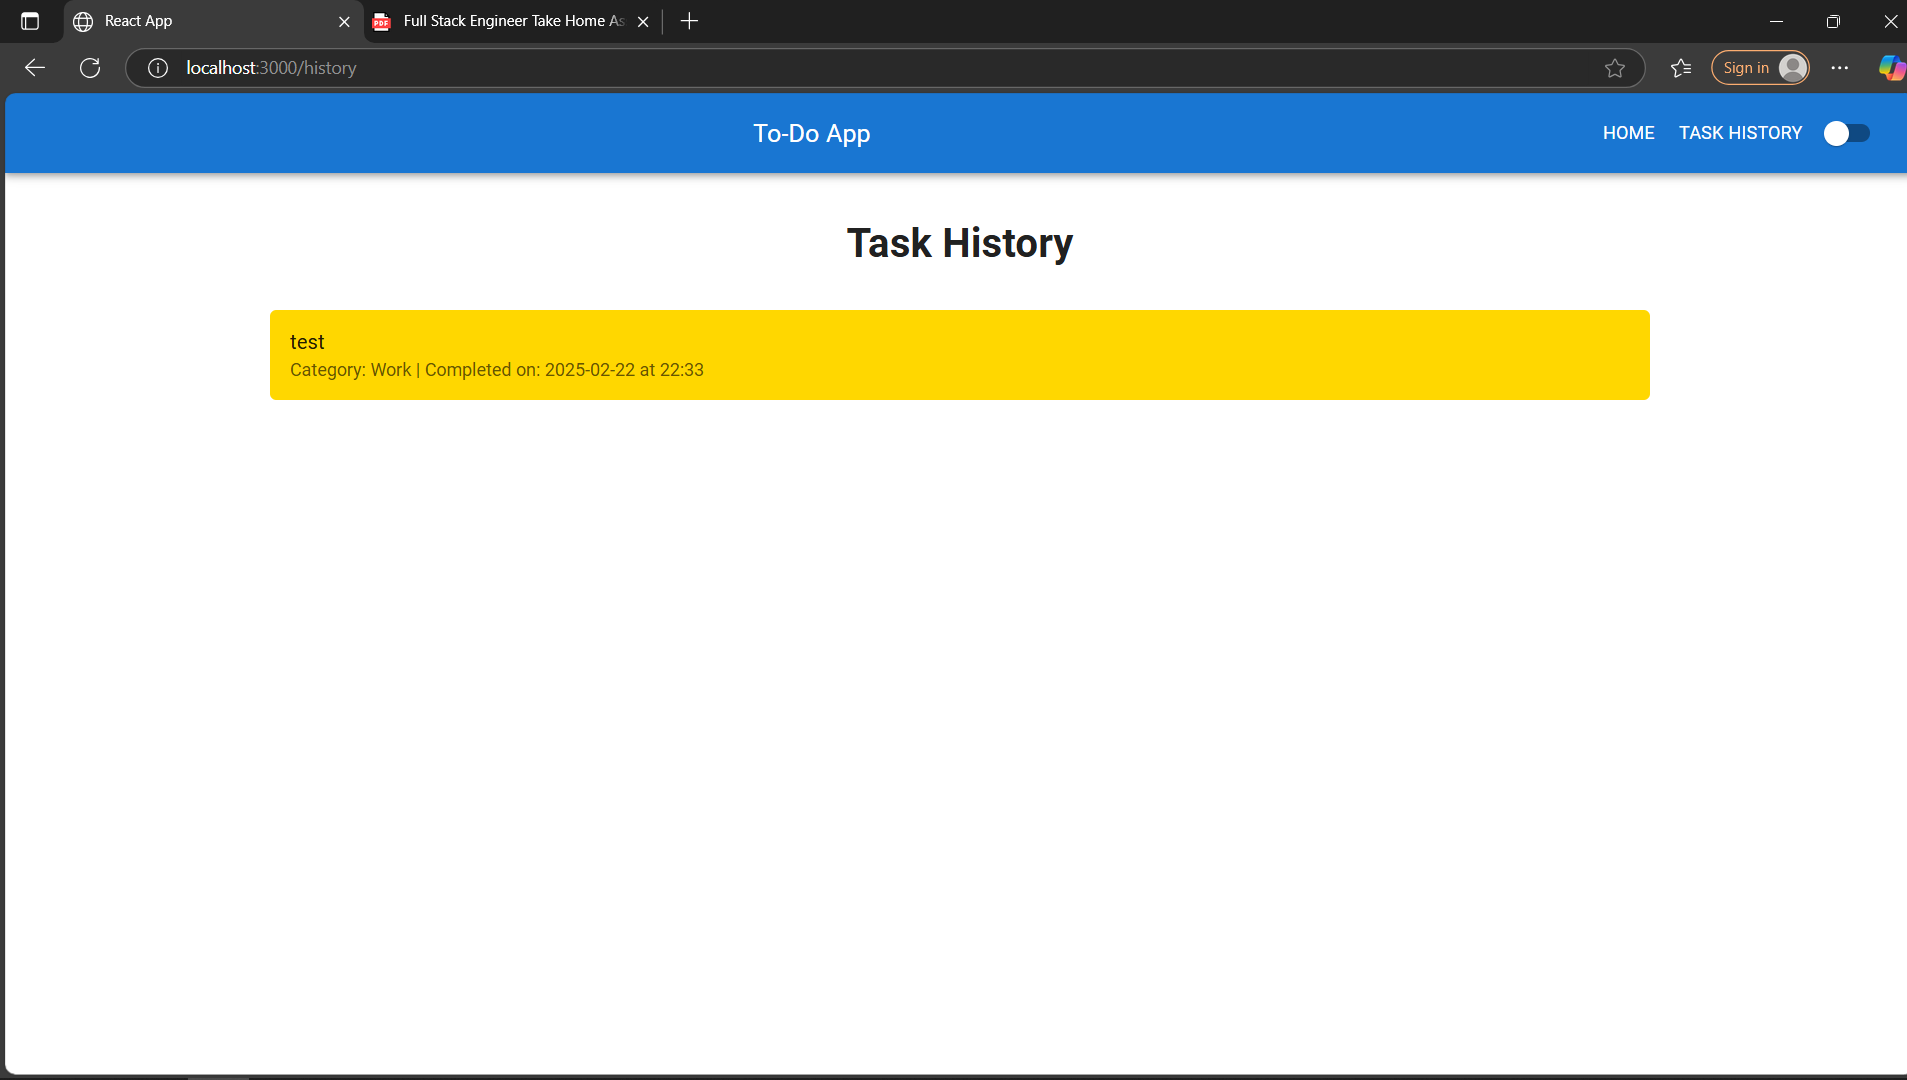 React App
Full Stack Engineer Take Home As
localhost:3000/history
Sign in
To-Do App
HOME
TASK HISTORY
Task History
test
Category: Work | Completed on: 2025-02-22 at 22:33